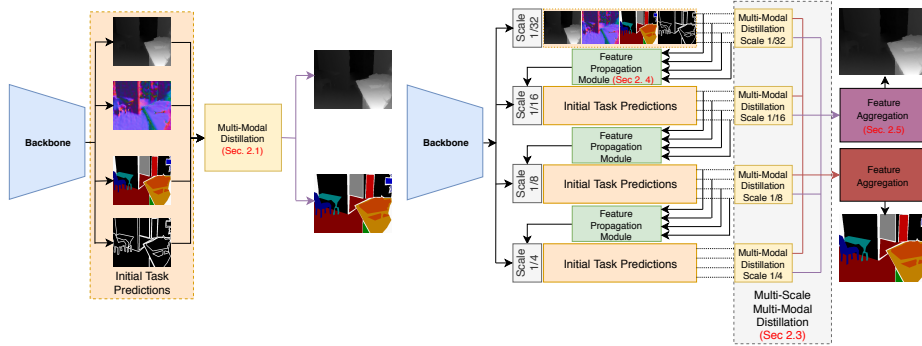 Backbone
Initial Task
Predictions
Multi-Modal
Distillation
(Sec. 2.1)
Backbone
Scale
1/32
Feature
Propagation
Module (Sec 2. 4)
Scale
1/16
Initial Task Predictions
Feature
Propagation
Module
Scale
1/8
Initial Task Predictions
Feature
Propagation
Module
Scale
1/4
Initial Task Predictions
Multi-Modal
Distillation
Scale 1/32
Multi-Modal
Distillation
Scale 1/16
Multi-Modal
Distillation
Scale 1/8
Multi-Modal
Distillation
Scale 1/4
Multi-Scale
Multi-Modal
Distillation
(Sec 2.3)
Feature
Aggregation
(Sec. 2.5)
Feature
Aggregation